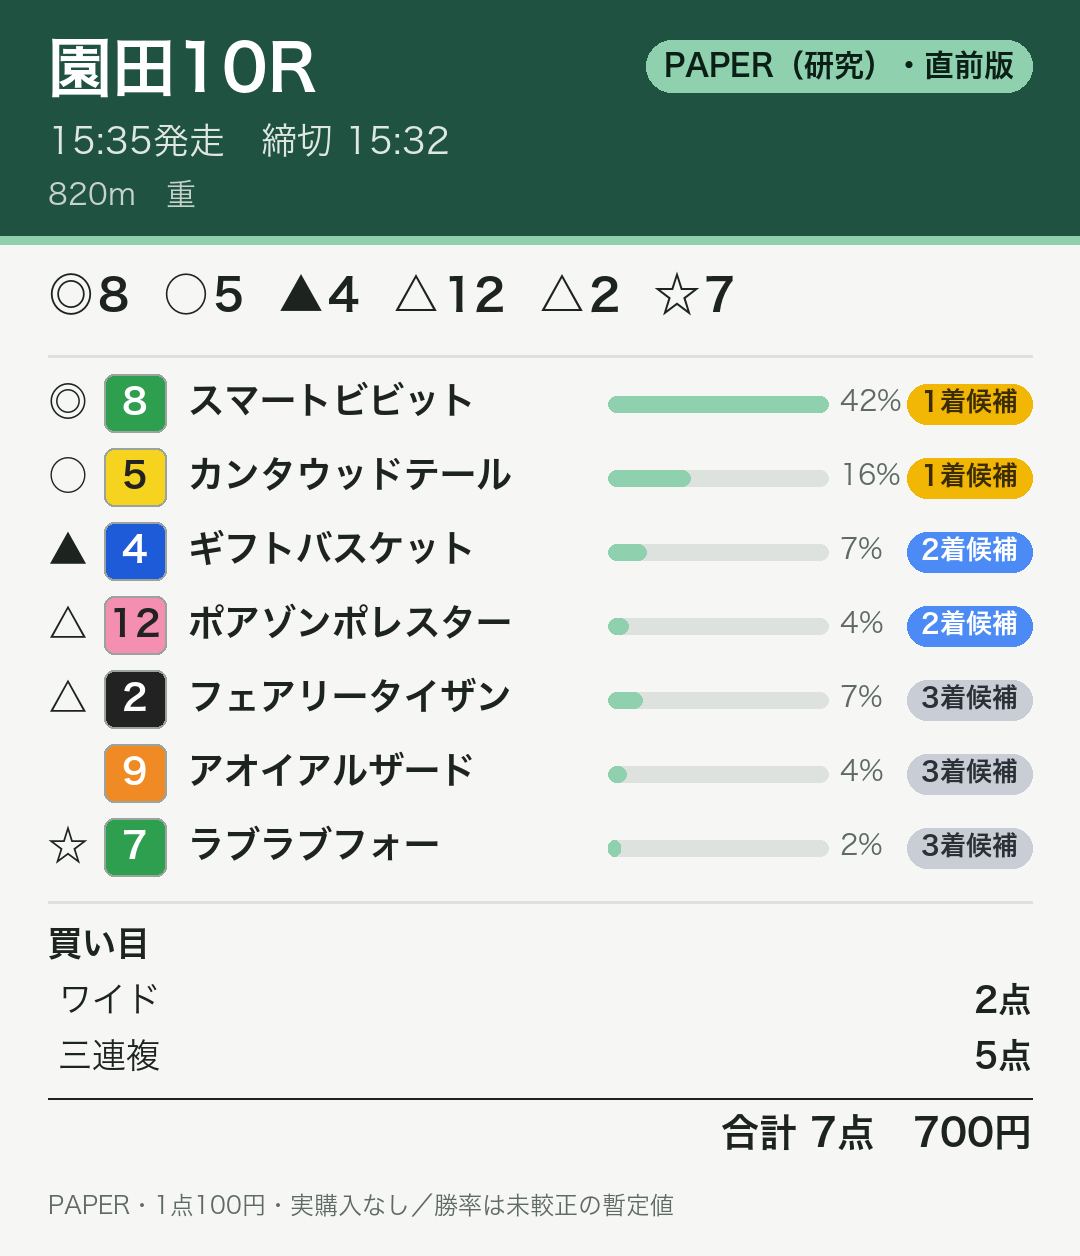 園田10R
PAPER（研究）・直前版
15:35発走　締切 15:32
820m　重
◎8 ○5 ▲4 △12 △2 ☆7
◎ 8 スマートビビット 42% 1着候補
○ 5 カンタウッドテール 16% 1着候補
▲ 4 ギフトバスケット 7% 2着候補
△ 12 ポアゾンポレスター 4% 2着候補
△ 2 フェアリータイザン 7% 3着候補
9 アオイアルザード 4% 3着候補
☆ 7 ラブラブフォー 2% 3着候補
買い目
ワイド 2点
三連複 5点
合計 7点　700円
PAPER・1点100円・実購入なし／勝率は未較正の暫定値